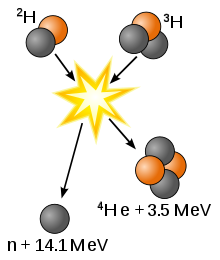 ²H
³H
⁴He + 3.5 MeV
n + 14.1 MeV